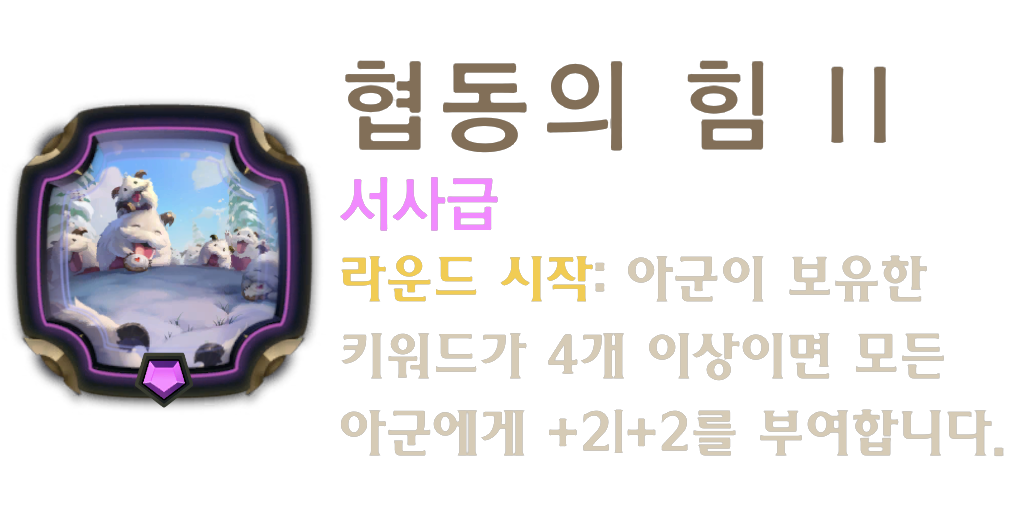 협동의 힘 II
서사급
라운드 시작: 아군이 보유한
키워드가 4개 이상이면 모든
아군에게 +2|+2를 부여합니다.